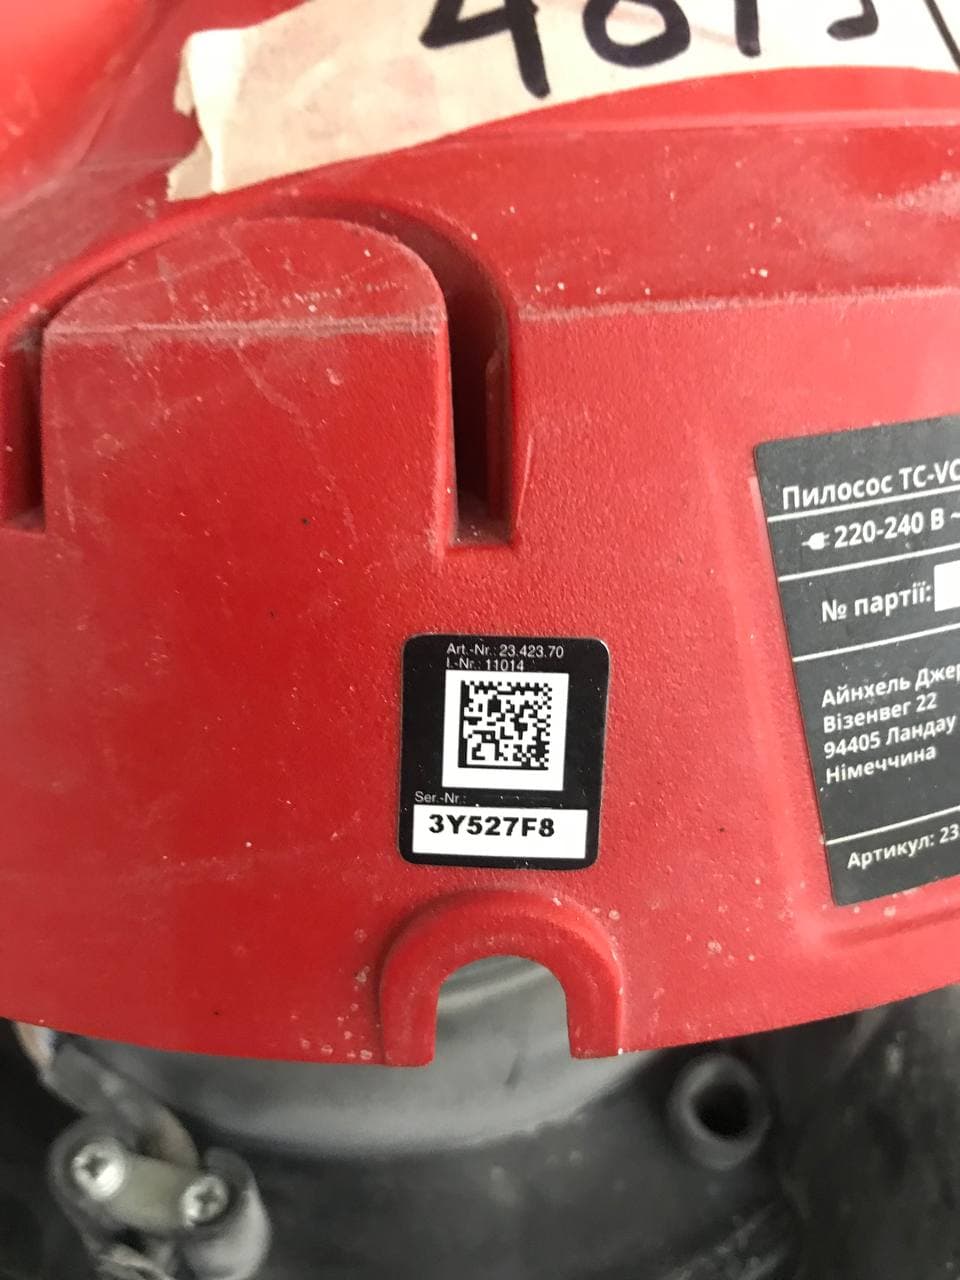 Art.-Nr.: 23.423.70
I.-Nr.: 11014
Ser.-Nr.:
3Y527F8
Пилосос TC-VC
220-240 В ~
№ партії:
Айнхель Джер
Візенвег 22
94405 Ландау
Німеччина
Артикул: 23